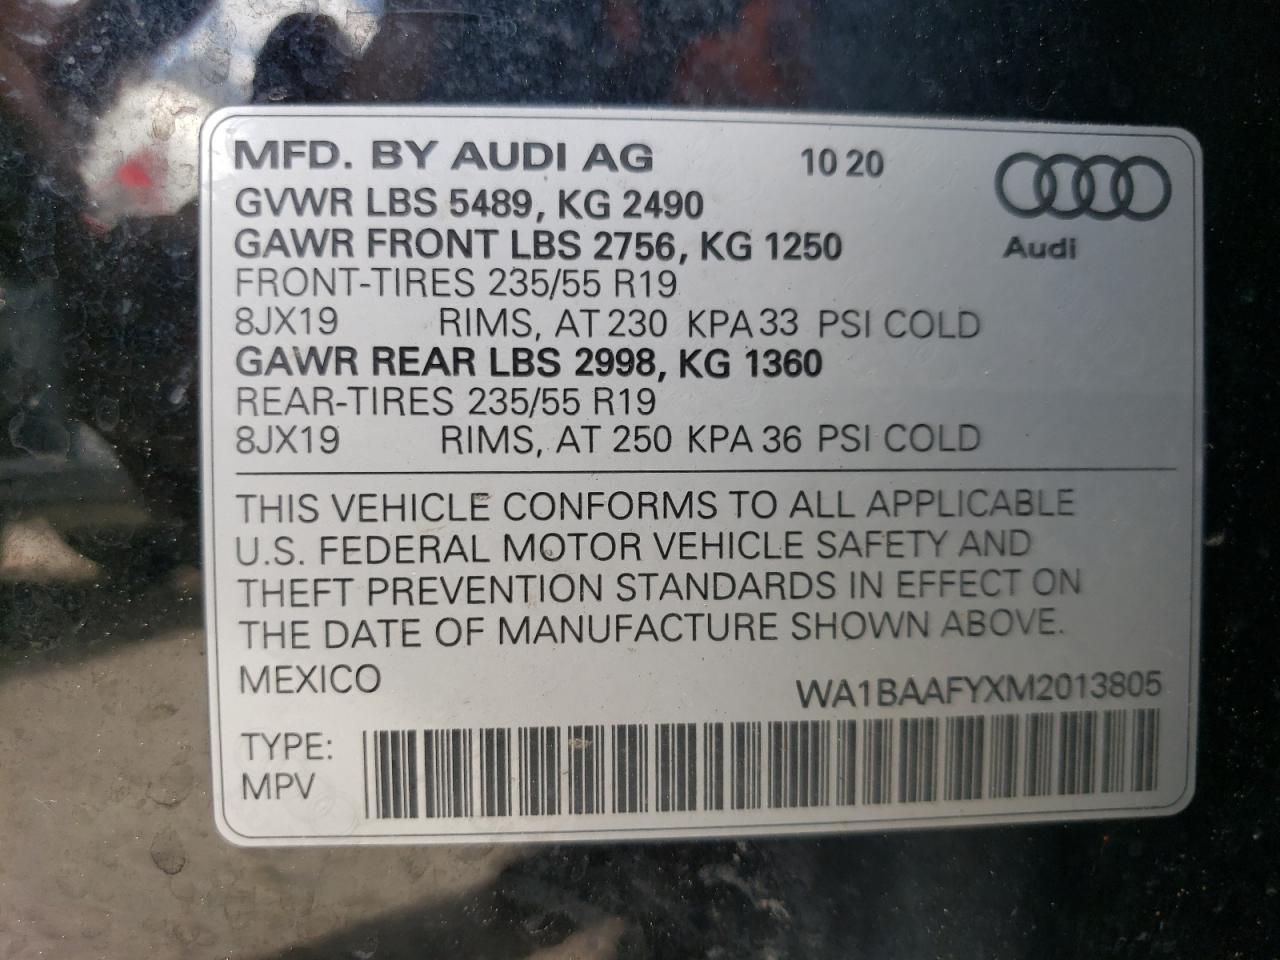 MFD. BY AUDI AG 10 20
GVWR LBS 5489, KG 2490
GAWR FRONT LBS 2756, KG 1250
Audi
FRONT-TIRES 235/55 R19
8JX19 RIMS, AT 230 KPA 33 PSI COLD
GAWR REAR LBS 2998, KG 1360
REAR-TIRES 235/55 R19
8JX19 RIMS, AT 250 KPA 36 PSI COLD
THIS VEHICLE CONFORMS TO ALL APPLICABLE
U.S. FEDERAL MOTOR VEHICLE SAFETY AND
THEFT PREVENTION STANDARDS IN EFFECT ON
THE DATE OF MANUFACTURE SHOWN ABOVE.
MEXICO WA1BAAFYXM2013805
TYPE:
MPV